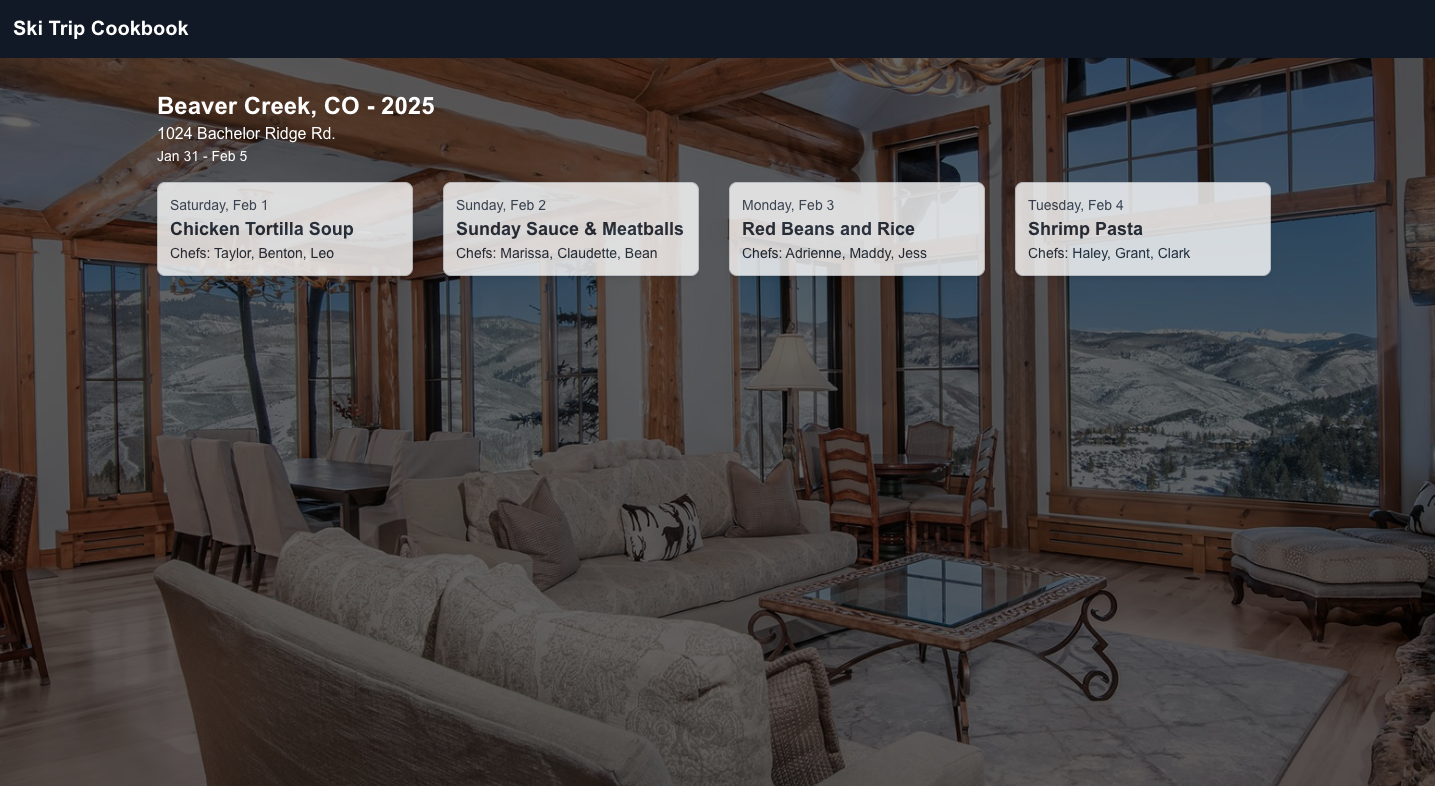 Ski Trip Cookbook
Beaver Creek, CO - 2025
1024 Bachelor Ridge Rd.
Jan 31 - Feb 5
Saturday, Feb 1
Chicken Tortilla Soup
Chefs: Taylor, Benton, Leo
Sunday, Feb 2
Sunday Sauce & Meatballs
Chefs: Marissa, Claudette, Bean
Monday, Feb 3
Red Beans and Rice
Chefs: Adrienne, Maddy, Jess
Tuesday, Feb 4
Shrimp Pasta
Chefs: Haley, Grant, Clark